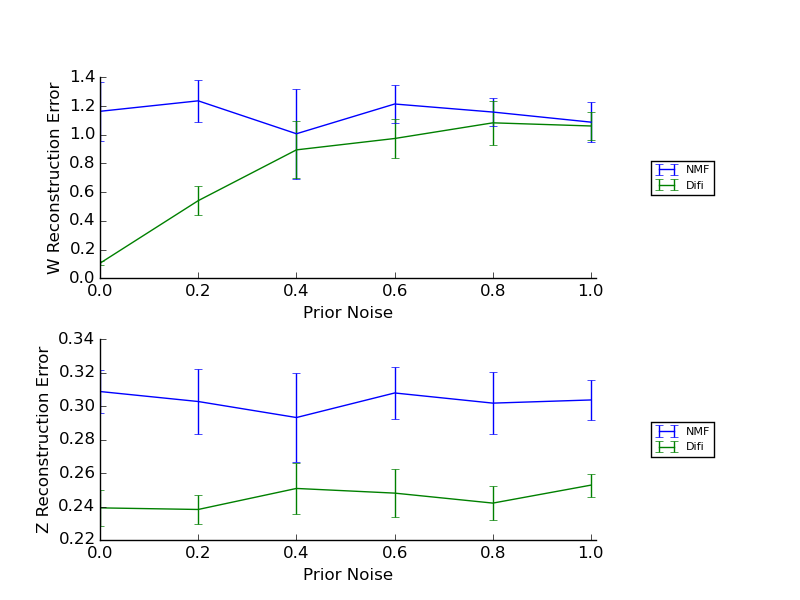 1.4
1.2
1.0
0.8
0.6
0.4
0.2
0.0
W Reconstruction Error
0.0 0.2 0.4 0.6 0.8 1.0
Prior Noise
NMF
Difi
0.34
0.32
0.30
0.28
0.26
0.24
0.22
Z Reconstruction Error
0.0 0.2 0.4 0.6 0.8 1.0
Prior Noise
NMF
Difi